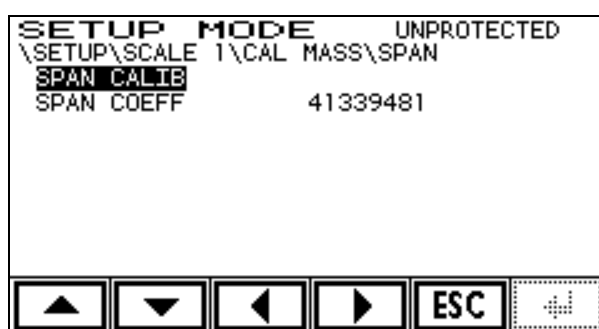 SETUP MODE UNPROTECTED
\SETUP\SCALE 1\CAL MASS\SPAN
SPAN CALIB
SPAN COEFF 41339481
ESC